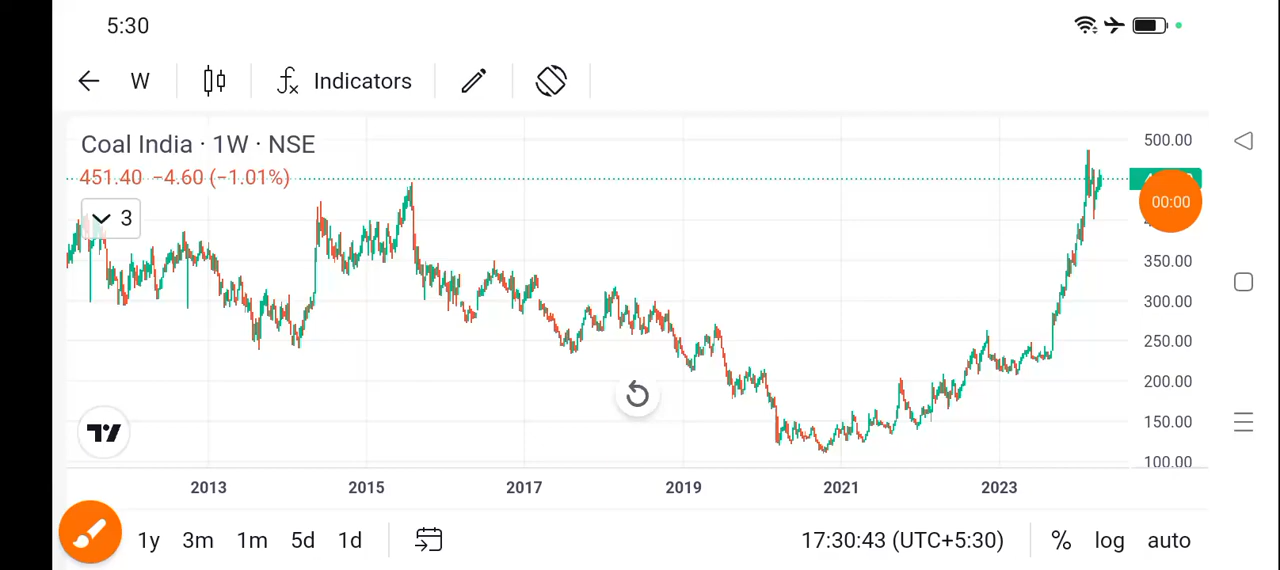 5:30
W
Indicators
Coal India · 1W · NSE
451.40 −4.60 (−1.01%)
3
500.00
00:00
350.00
300.00
250.00
200.00
150.00
100.00
2013 2015 2017 2019 2021 2023
1y 3m 1m 5d 1d 17:30:43 (UTC+5:30) % log auto